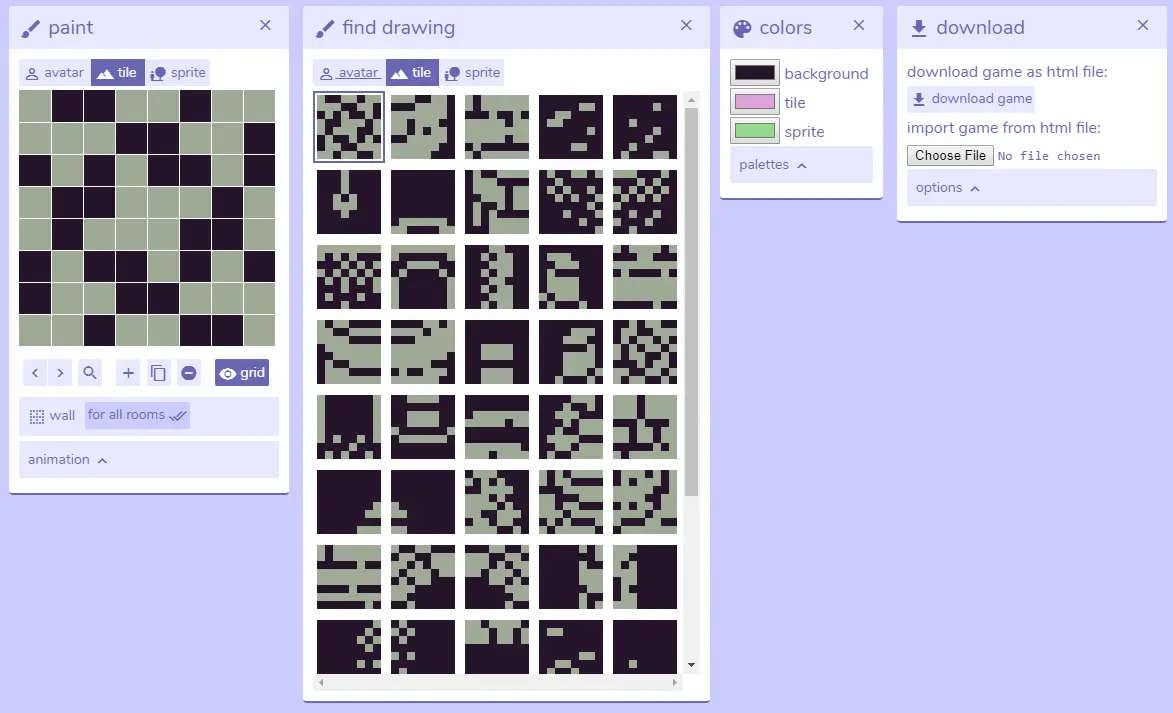 paint
avatar tile sprite
grid
wall for all rooms
animation
find drawing
avatar tile sprite
colors
background
tile
sprite
palettes
download
download game as html file:
download game
import game from html file:
Choose File No file chosen
options